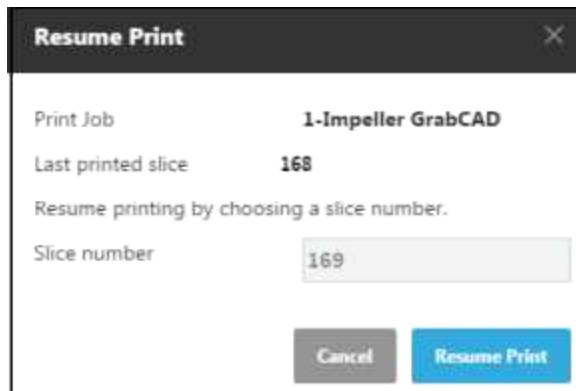 Resume Print
Print Job 1-Impeller GrabCAD
Last printed slice 168
Resume printing by choosing a slice number.
Slice number 169
Cancel Resume Print